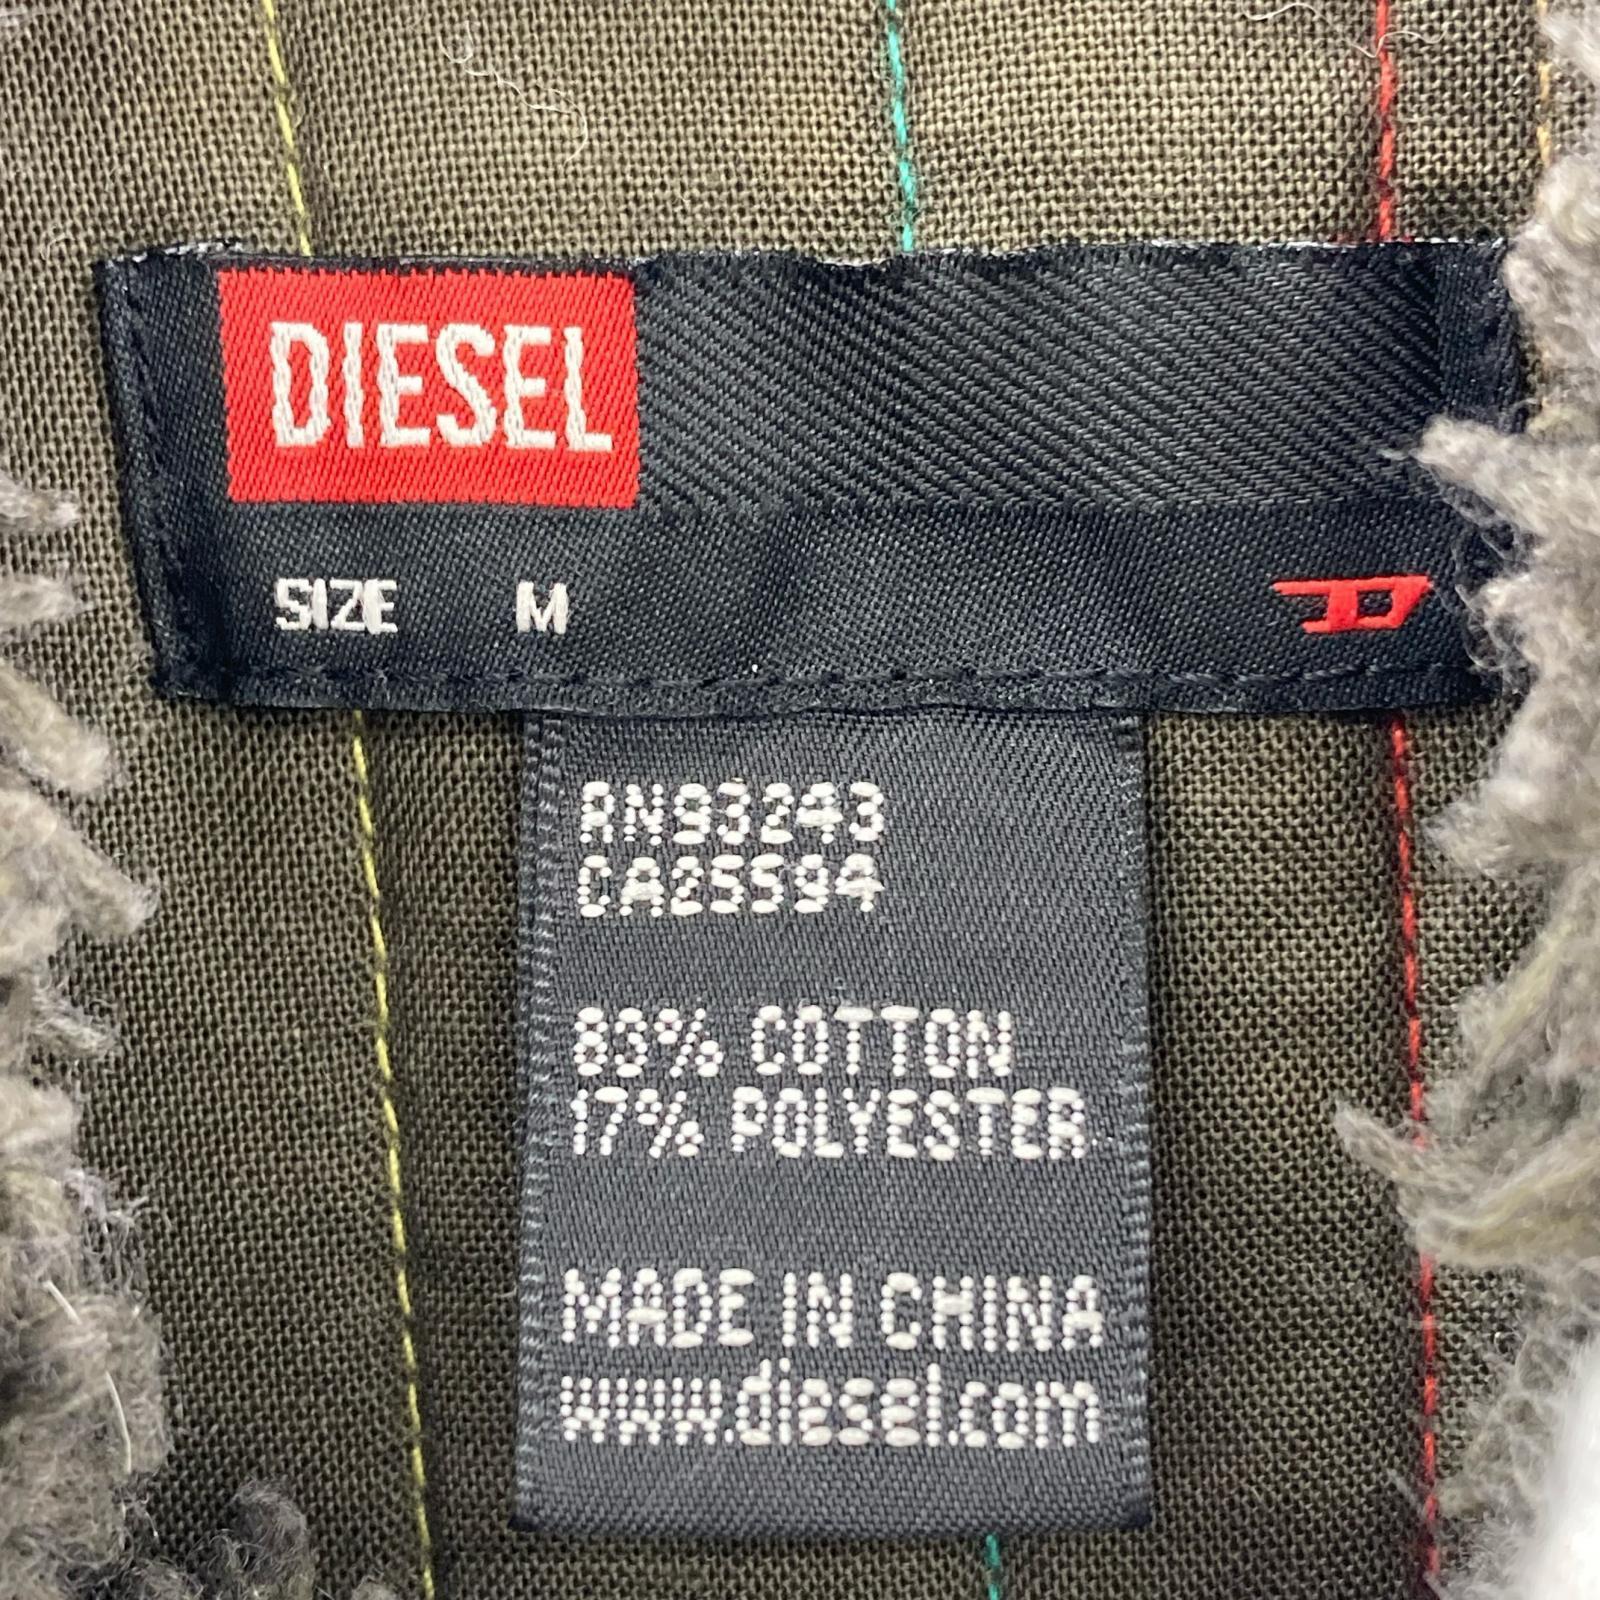 DIESEL
SIZE M
D
RN93243
CA25594
83% COTTON
17% POLYESTER
MADE IN CHINA
www.diesel.com